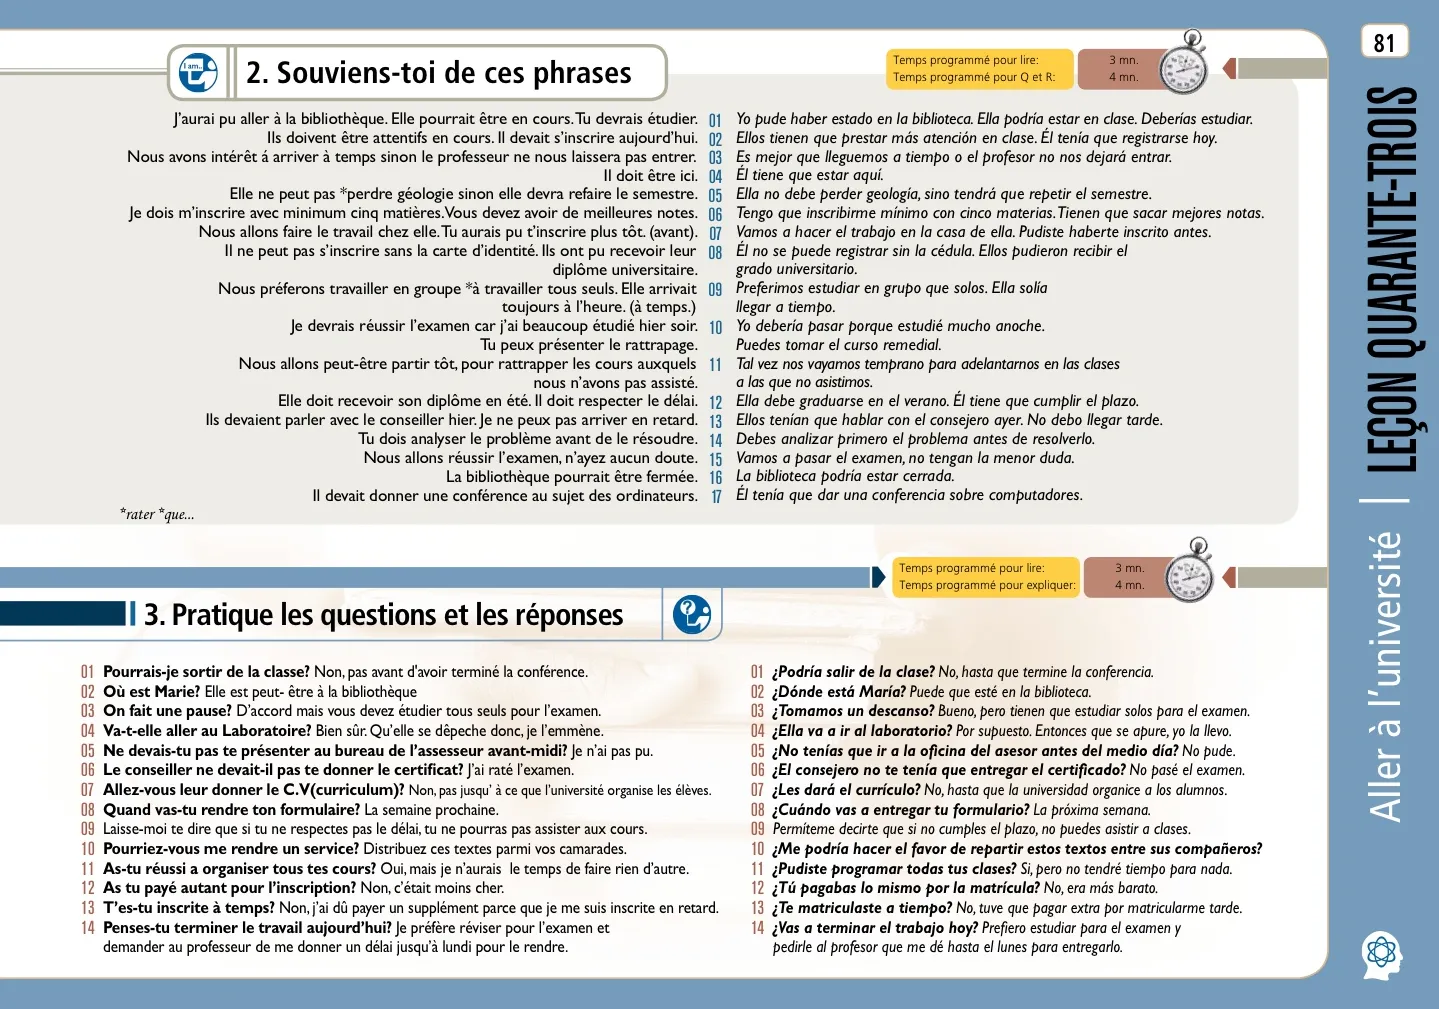 81
LEÇON QUARANTE-TROIS
Aller à l’université
I am..
2. Souviens-toi de ces phrases
Temps programmé pour lire: 3 mn.
Temps programmé pour Q et R: 4 mn.
J’aurai pu aller à la bibliothèque. Elle pourrait être en cours. Tu devrais étudier. 01 Yo pude haber estado en la biblioteca. Ella podría estar en clase. Deberías estudiar.
Ils doivent être attentifs en cours. Il devait s’inscrire aujourd’hui. 02 Ellos tienen que prestar más atención en clase. Él tenía que registrarse hoy.
Nous avons intérêt á arriver à temps sinon le professeur ne nous laissera pas entrer. 03 Es mejor que lleguemos a tiempo o el profesor no nos dejará entrar.
Il doit être ici. 04 Él tiene que estar aquí.
Elle ne peut pas *perdre géologie sinon elle devra refaire le semestre. 05 Ella no debe perder geología, sino tendrá que repetir el semestre.
Je dois m’inscrire avec minimum cinq matières. Vous devez avoir de meilleures notes. 06 Tengo que inscribirme mínimo con cinco materias. Tienen que sacar mejores notas.
Nous allons faire le travail chez elle. Tu aurais pu t’inscrire plus tôt. (avant). 07 Vamos a hacer el trabajo en la casa de ella. Pudiste haberte inscrito antes.
Il ne peut pas s’inscrire sans la carte d’identité. Ils ont pu recevoir leur 08 Él no se puede registrar sin la cédula. Ellos pudieron recibir el
diplôme universitaire. grado universitario.
Nous préferons travailler en groupe *à travailler tous seuls. Elle arrivait 09 Preferimos estudiar en grupo que solos. Ella solía
toujours à l’heure. (à temps.) llegar a tiempo.
Je devrais réussir l’examen car j’ai beaucoup étudié hier soir. 10 Yo debería pasar porque estudié mucho anoche.
Tu peux présenter le rattrapage. Puedes tomar el curso remedial.
Nous allons peut-être partir tôt, pour rattrapper les cours auxquels 11 Tal vez nos vayamos temprano para adelantarnos en las clases
nous n’avons pas assisté. a las que no asistimos.
Elle doit recevoir son diplôme en été. Il doit respecter le délai. 12 Ella debe graduarse en el verano. Él tiene que cumplir el plazo.
Ils devaient parler avec le conseiller hier. Je ne peux pas arriver en retard. 13 Ellos tenían que hablar con el consejero ayer. No debo llegar tarde.
Tu dois analyser le problème avant de le résoudre. 14 Debes analizar primero el problema antes de resolverlo.
Nous allons réussir l’examen, n’ayez aucun doute. 15 Vamos a pasar el examen, no tengan la menor duda.
La bibliothèque pourrait être fermée. 16 La biblioteca podría estar cerrada.
Il devait donner une conférence au sujet des ordinateurs. 17 Él tenía que dar una conferencia sobre computadores.
*rater *que...
Temps programmé pour lire: 3 mn.
Temps programmé pour expliquer: 4 mn.
3. Pratique les questions et les réponses
01 Pourrais-je sortir de la classe? Non, pas avant d'avoir terminé la conférence.
02 Où est Marie? Elle est peut- être à la bibliothèque
03 On fait une pause? D’accord mais vous devez étudier tous seuls pour l’examen.
04 Va-t-elle aller au Laboratoire? Bien sûr. Qu’elle se dêpeche donc, je l’emmène.
05 Ne devais-tu pas te présenter au bureau de l’assesseur avant-midi? Je n’ai pas pu.
06 Le conseiller ne devait-il pas te donner le certificat? J’ai raté l’examen.
07 Allez-vous leur donner le C.V(curriculum)? Non, pas jusqu’ à ce que l’université organise les élèves.
08 Quand vas-tu rendre ton formulaire? La semaine prochaine.
09 Laisse-moi te dire que si tu ne respectes pas le délai, tu ne pourras pas assister aux cours.
10 Pourriez-vous me rendre un service? Distribuez ces textes parmi vos camarades.
11 As-tu réussi a organiser tous tes cours? Oui, mais je n’aurais le temps de faire rien d’autre.
12 As tu payé autant pour l’inscription? Non, c’était moins cher.
13 T’es-tu inscrite à temps? Non, j’ai dû payer un supplément parce que je me suis inscrite en retard.
14 Penses-tu terminer le travail aujourd’hui? Je préfère réviser pour l’examen et
demander au professeur de me donner un délai jusqu’à lundi pour le rendre.
01 ¿Podría salir de la clase? No, hasta que termine la conferencia.
02 ¿Dónde está María? Puede que esté en la biblioteca.
03 ¿Tomamos un descanso? Bueno, pero tienen que estudiar solos para el examen.
04 ¿Ella va a ir al laboratorio? Por supuesto. Entonces que se apure, yo la llevo.
05 ¿No tenías que ir a la oficina del asesor antes del medio día? No pude.
06 ¿El consejero no te tenía que entregar el certificado? No pasé el examen.
07 ¿Les dará el currículo? No, hasta que la universidad organice a los alumnos.
08 ¿Cuándo vas a entregar tu formulario? La próxima semana.
09 Permíteme decirte que si no cumples el plazo, no puedes asistir a clases.
10 ¿Me podría hacer el favor de repartir estos textos entre sus compañeros?
11 ¿Pudiste programar todas tus clases? Si, pero no tendré tiempo para nada.
12 ¿Tú pagabas lo mismo por la matrícula? No, era más barato.
13 ¿Te matriculaste a tiempo? No, tuve que pagar extra por matricularme tarde.
14 ¿Vas a terminar el trabajo hoy? Prefiero estudiar para el examen y
pedirle al profesor que me dé hasta el lunes para entregarlo.